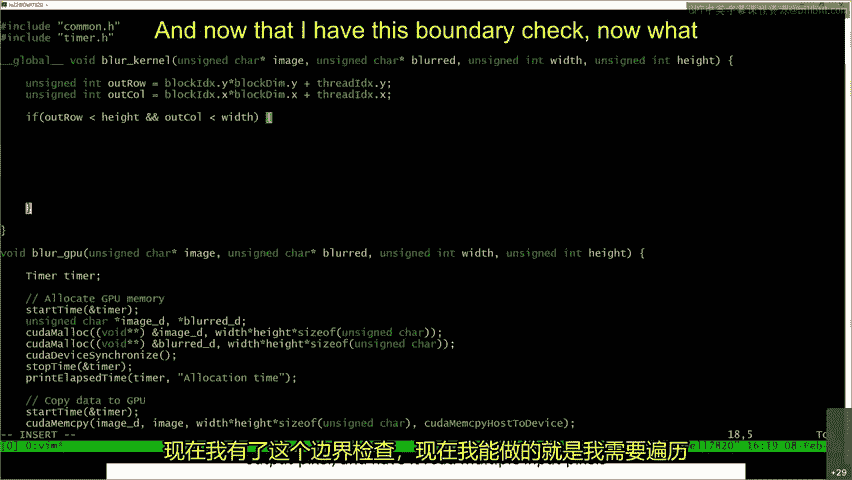 And now that I have this boundary check, now what
#include "common.h"
#include "timer.h"
__global__ void blur_kernel(unsigned char* image, unsigned char* blurred, unsigned int width, unsigned int height) {
unsigned int outRow = blockIdx.y*blockDim.y + threadIdx.y;
unsigned int outCol = blockIdx.x*blockDim.x + threadIdx.x;
if(outRow < height && outCol < width) {
}
}
void blur_gpu(unsigned char* image, unsigned char* blurred, unsigned int width, unsigned int height) {
Timer timer;
// Allocate GPU memory
startTime(&timer);
unsigned char *image_d, *blurred_d;
cudaMalloc((void**) &image_d, width*height*sizeof(unsigned char));
cudaMalloc((void**) &blurred_d, width*height*sizeof(unsigned char));
cudaDeviceSynchronize();
stopTime(&timer);
printElapsedTime(timer, "Allocation time");
// Copy data to GPU
startTime(&timer);
cudaMemcpy(image_d, image, width*height*sizeof(unsigned char), cudaMemcpyHostToDevice);
-- INSERT -- 18,5
[0] 0:vim*
现在我有了这个边界检查，现在我能做的就是我需要遍历
+29